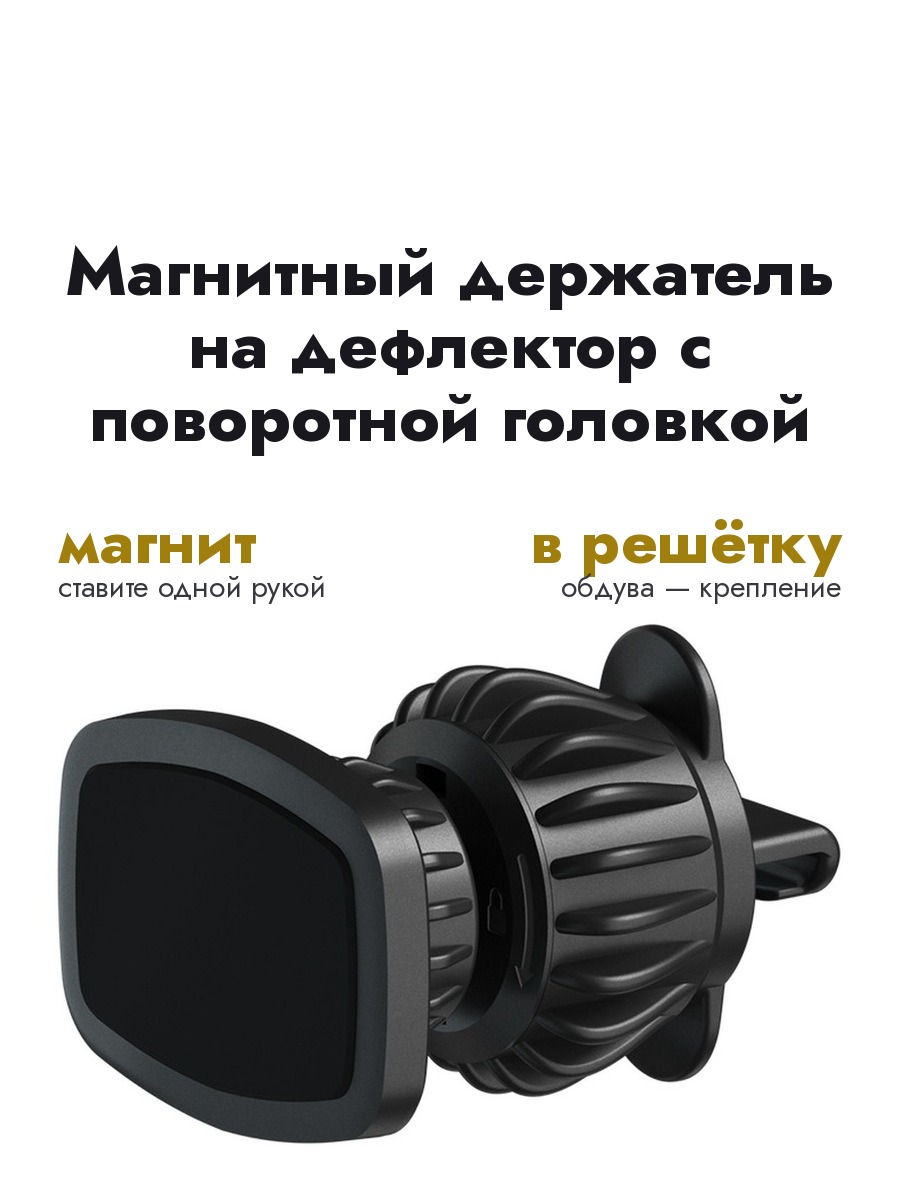 Магнитный держатель
на дефлектор с
поворотной головкой
магнит
ставите одной рукой
в решётку
обдува — крепление